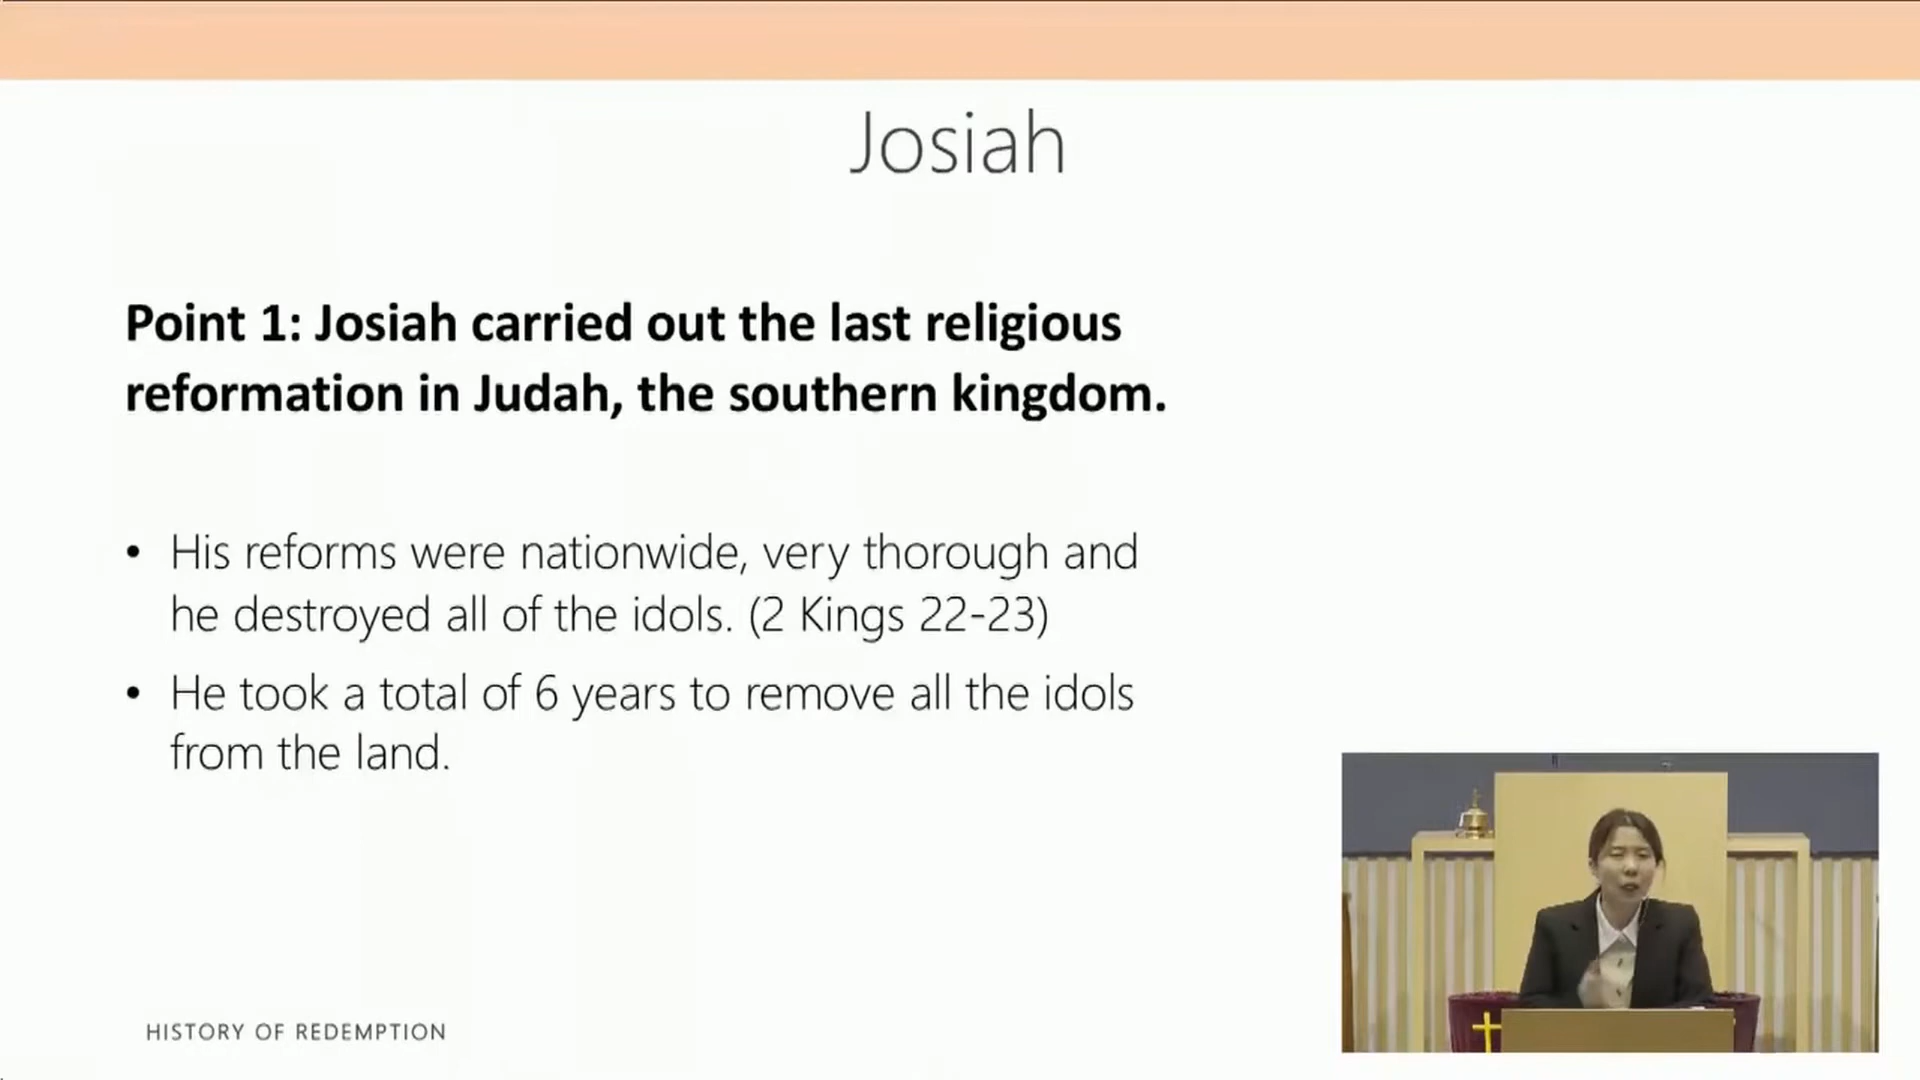 Josiah
Point 1: Josiah carried out the last religious
reformation in Judah, the southern kingdom.
• His reforms were nationwide, very thorough and
he destroyed all of the idols. (2 Kings 22-23)
• He took a total of 6 years to remove all the idols
from the land.
HISTORY OF REDEMPTION